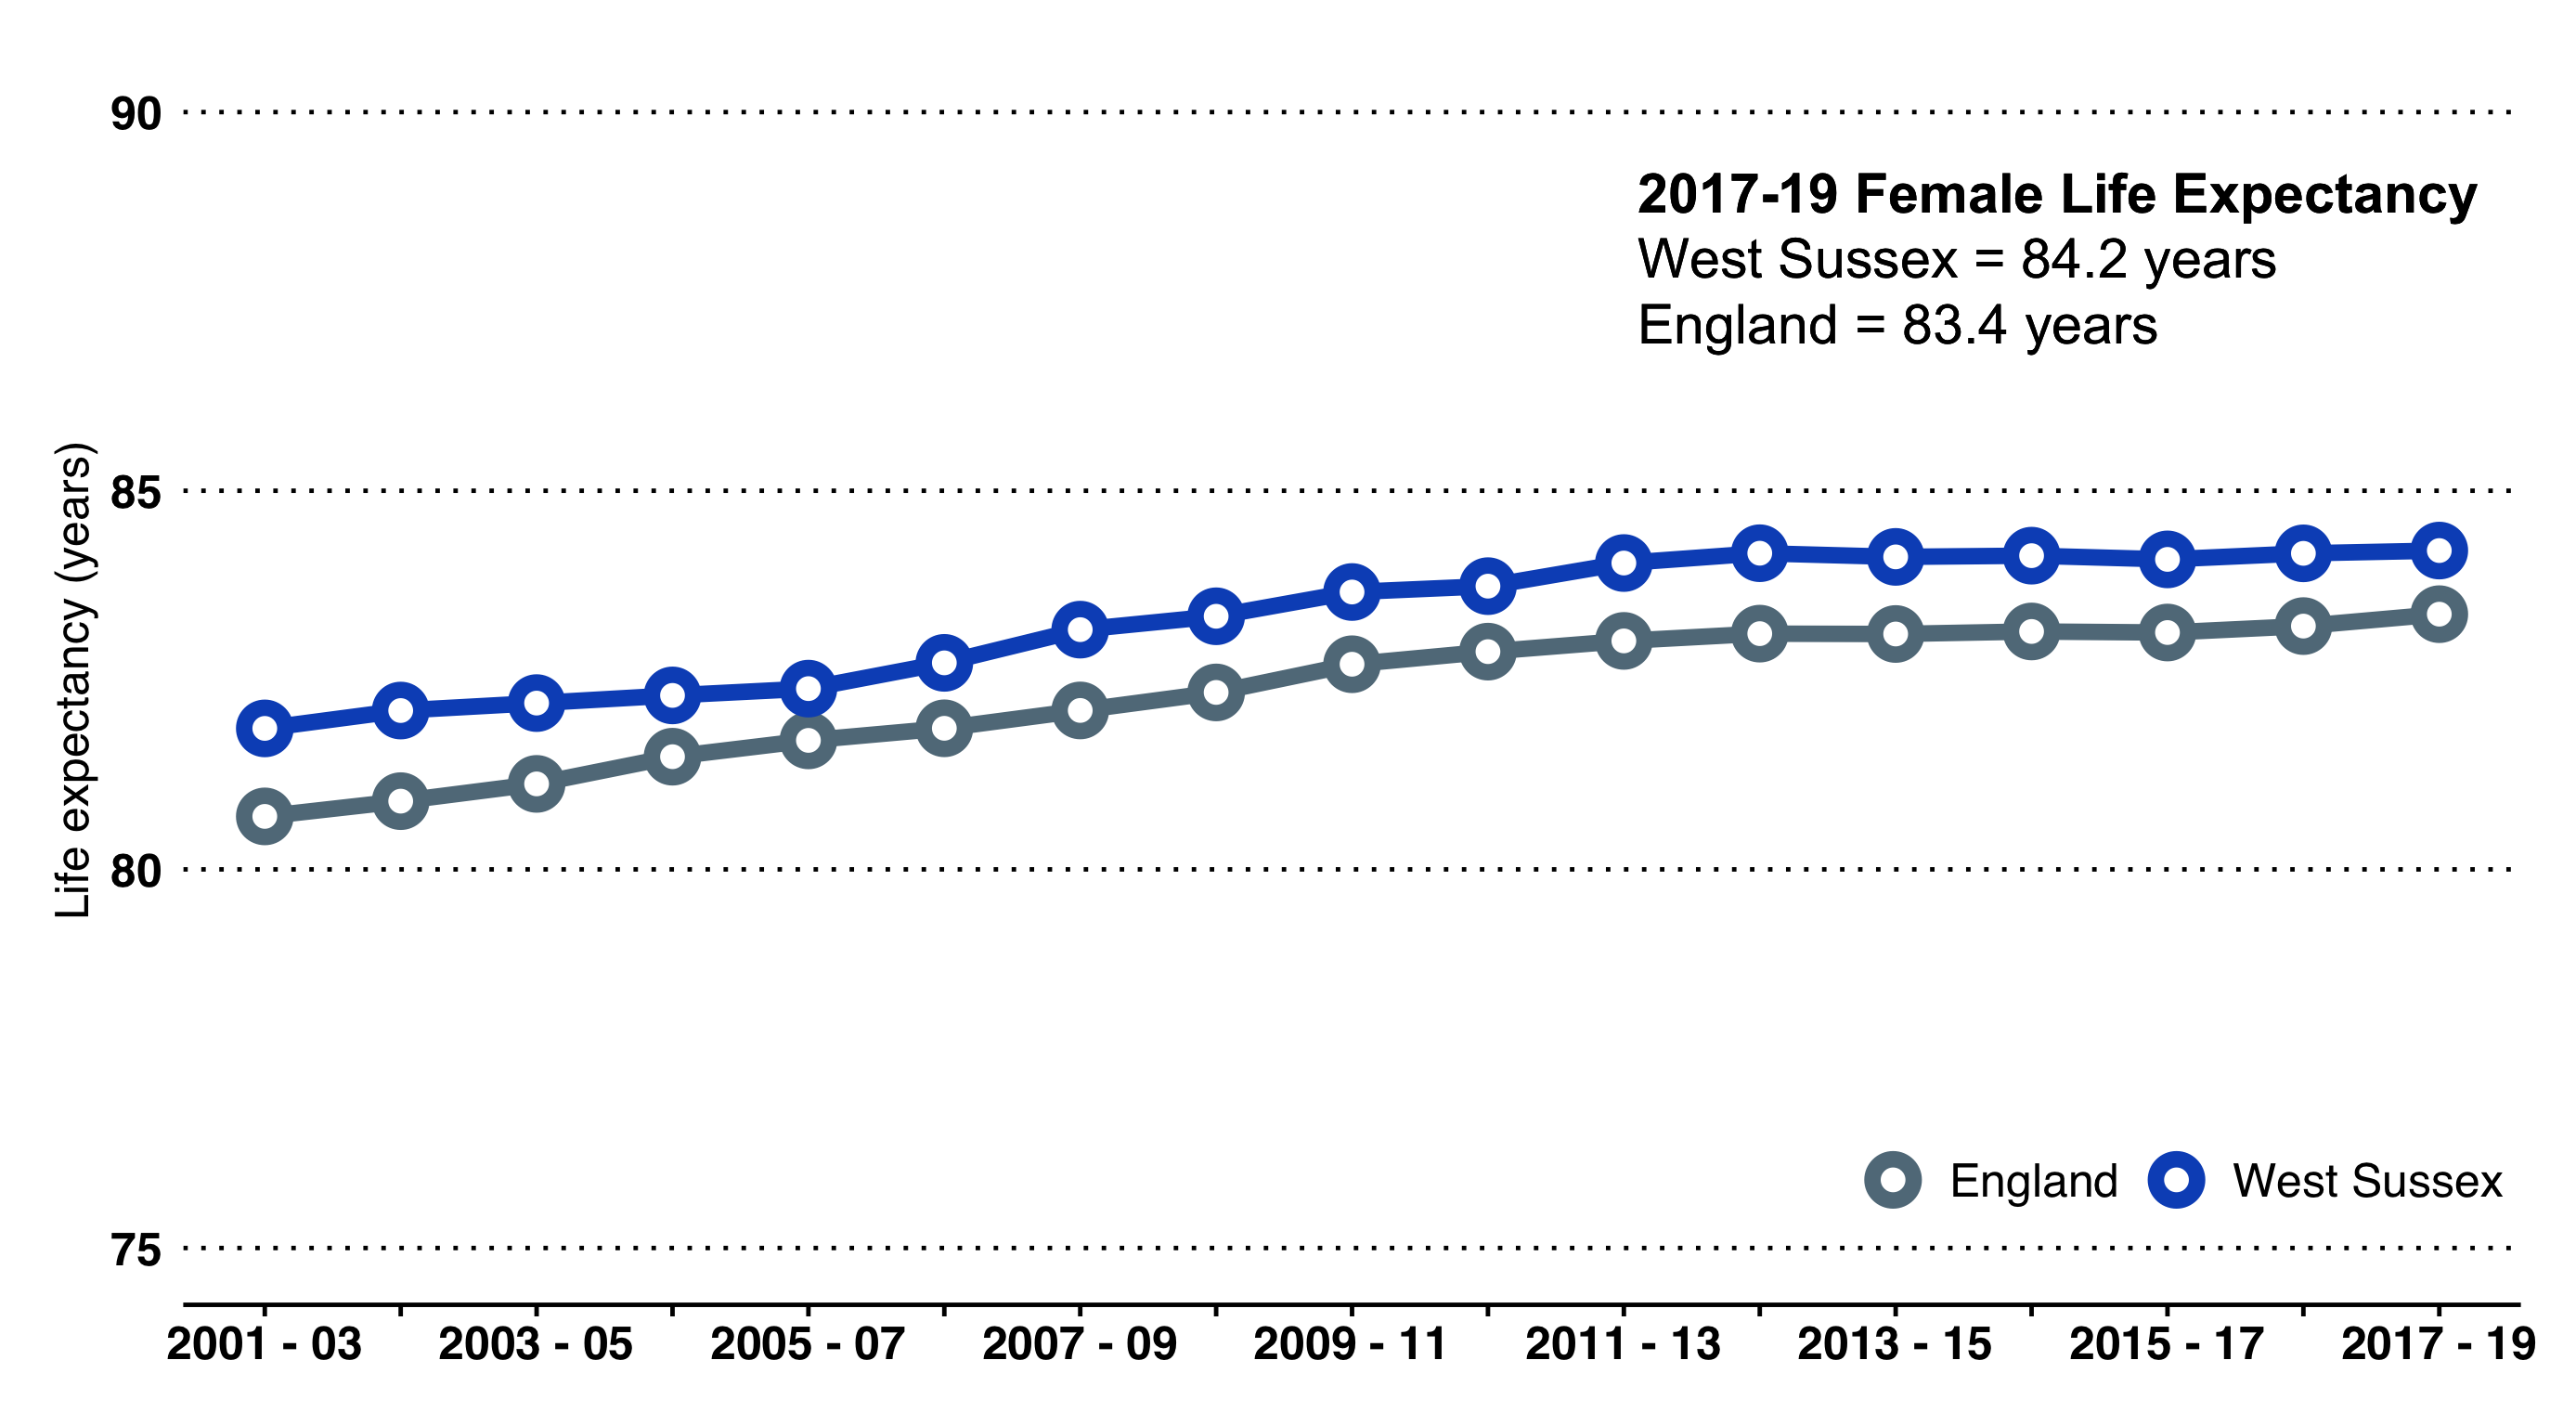 90
2017-19 Female Life Expectancy
West Sussex = 84.2 years
England = 83.4 years
Life expectancy (years)
85
80
England
West Sussex
75
2001 - 03
2003 - 05
2005 - 07
2007 - 09
2009 - 11
2011 - 13
2013 - 15
2015 - 17
2017 - 19